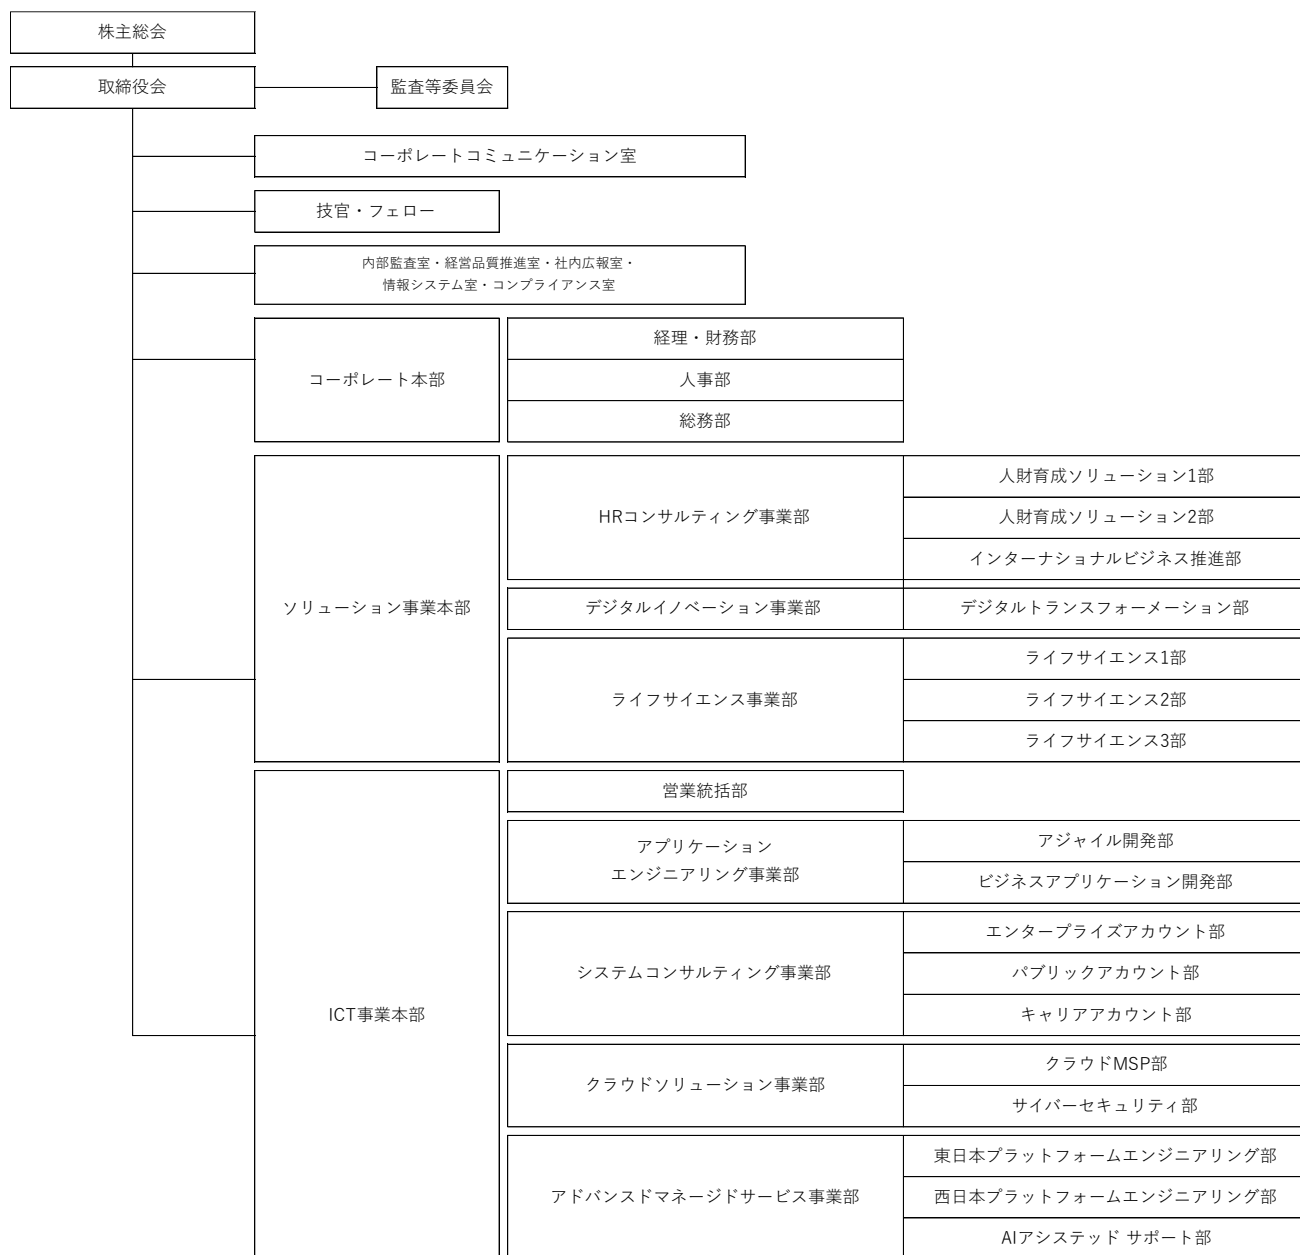 株主総会
取締役会
監査等委員会
コーポレートコミュニケーション室
技官・フェロー
内部監査室・経営品質推進室・社内広報室・
情報システム室・コンプライアンス室
コーポレート本部
経理・財務部
人事部
総務部
ソリューション事業本部
HRコンサルティング事業部
人財育成ソリューション1部
人財育成ソリューション2部
インターナショナルビジネス推進部
デジタルイノベーション事業部
デジタルトランスフォーメーション部
ライフサイエンス事業部
ライフサイエンス1部
ライフサイエンス2部
ライフサイエンス3部
ICT事業本部
営業統括部
アプリケーション
エンジニアリング事業部
アジャイル開発部
ビジネスアプリケーション開発部
システムコンサルティング事業部
エンタープライズアカウント部
パブリックアカウント部
キャリアアカウント部
クラウドソリューション事業部
クラウドMSP部
サイバーセキュリティ部
アドバンスドマネージドサービス事業部
東日本プラットフォームエンジニアリング部
西日本プラットフォームエンジニアリング部
AIアシステッド サポート部